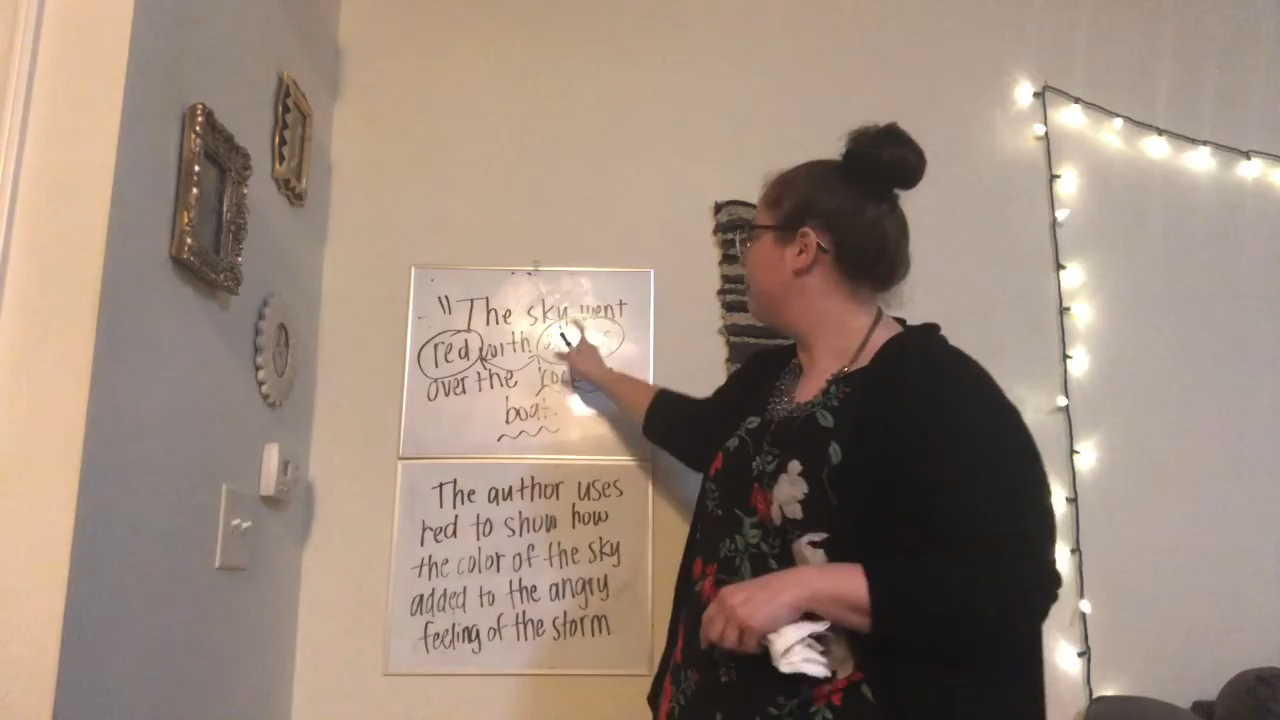 "The sky went
red with
over the
boat.
The author uses
red to show how
the color of the sky
added to the angry
feeling of the storm